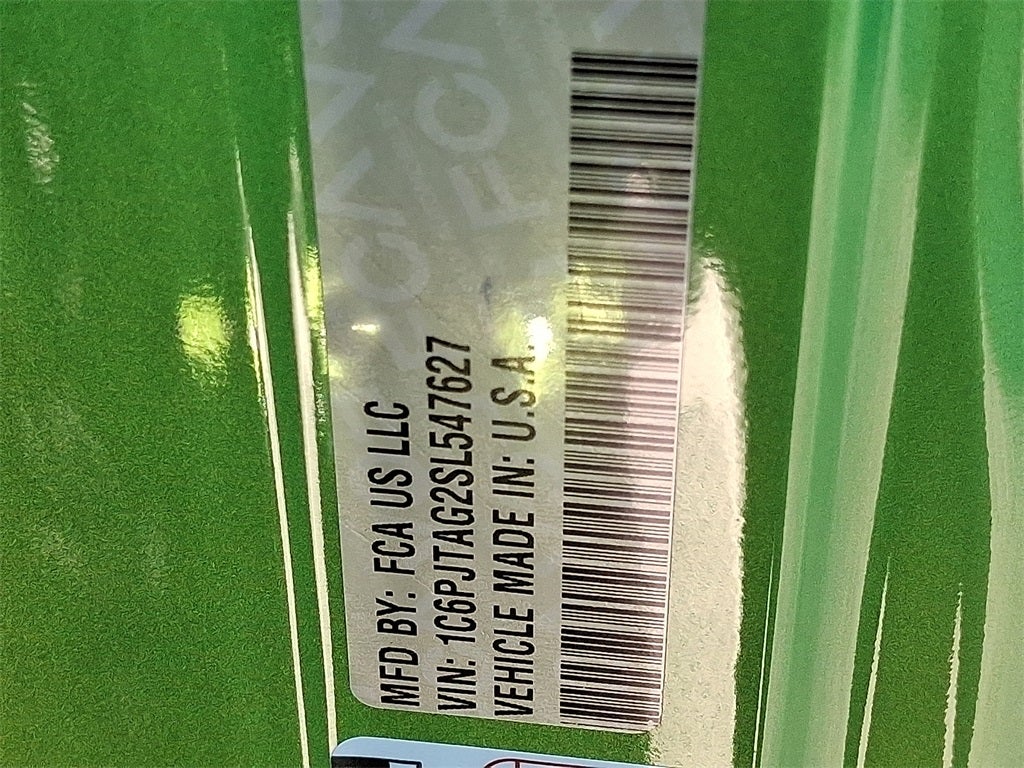 MFD BY: FCA US LLC
VIN: 1C6PJTAG2SL547627
VEHICLE MADE IN: U.S.A.